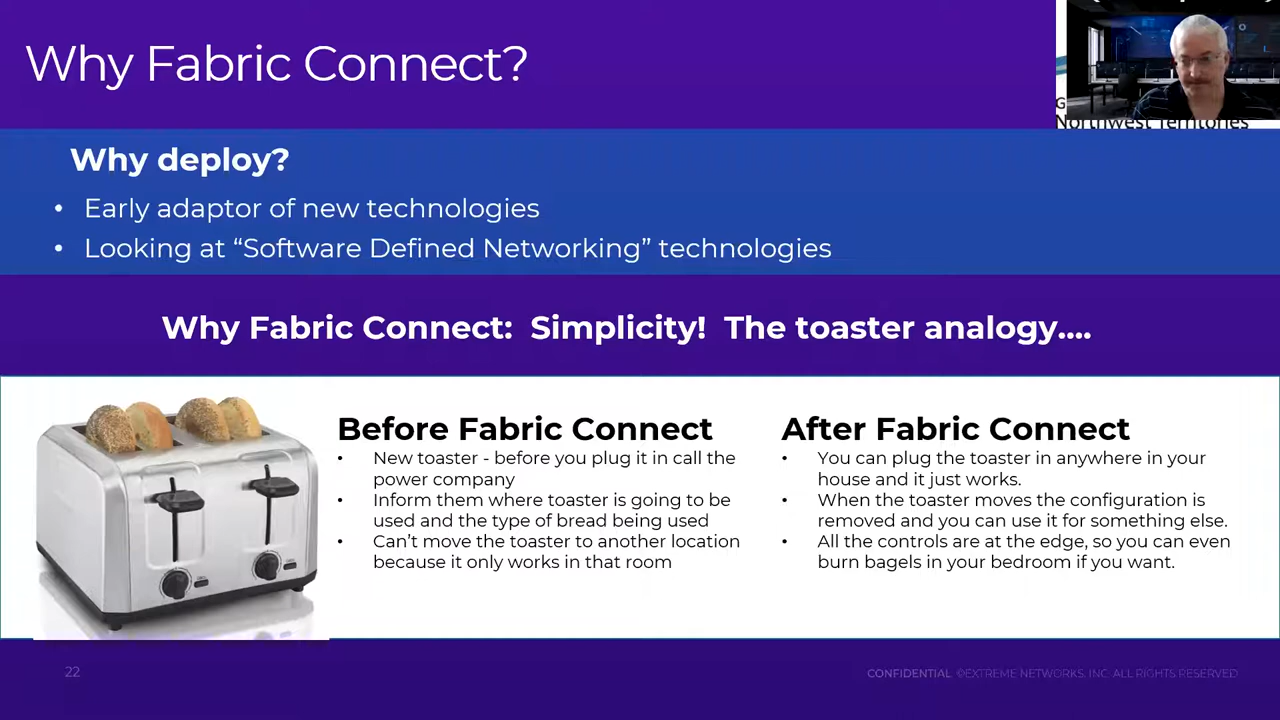 Why Fabric Connect?
Northwest Territories
Why deploy?
• Early adaptor of new technologies
• Looking at “Software Defined Networking” technologies
Why Fabric Connect:  Simplicity!  The toaster analogy....
Before Fabric Connect
• New toaster - before you plug it in call the
power company
• Inform them where toaster is going to be
used and the type of bread being used
• Can’t move the toaster to another location
because it only works in that room
After Fabric Connect
• You can plug the toaster in anywhere in your
house and it just works.
• When the toaster moves the configuration is
removed and you can use it for something else.
• All the controls are at the edge, so you can even
burn bagels in your bedroom if you want.
22
CONFIDENTIAL. ©EXTREME NETWORKS, INC. ALL RIGHTS RESERVED